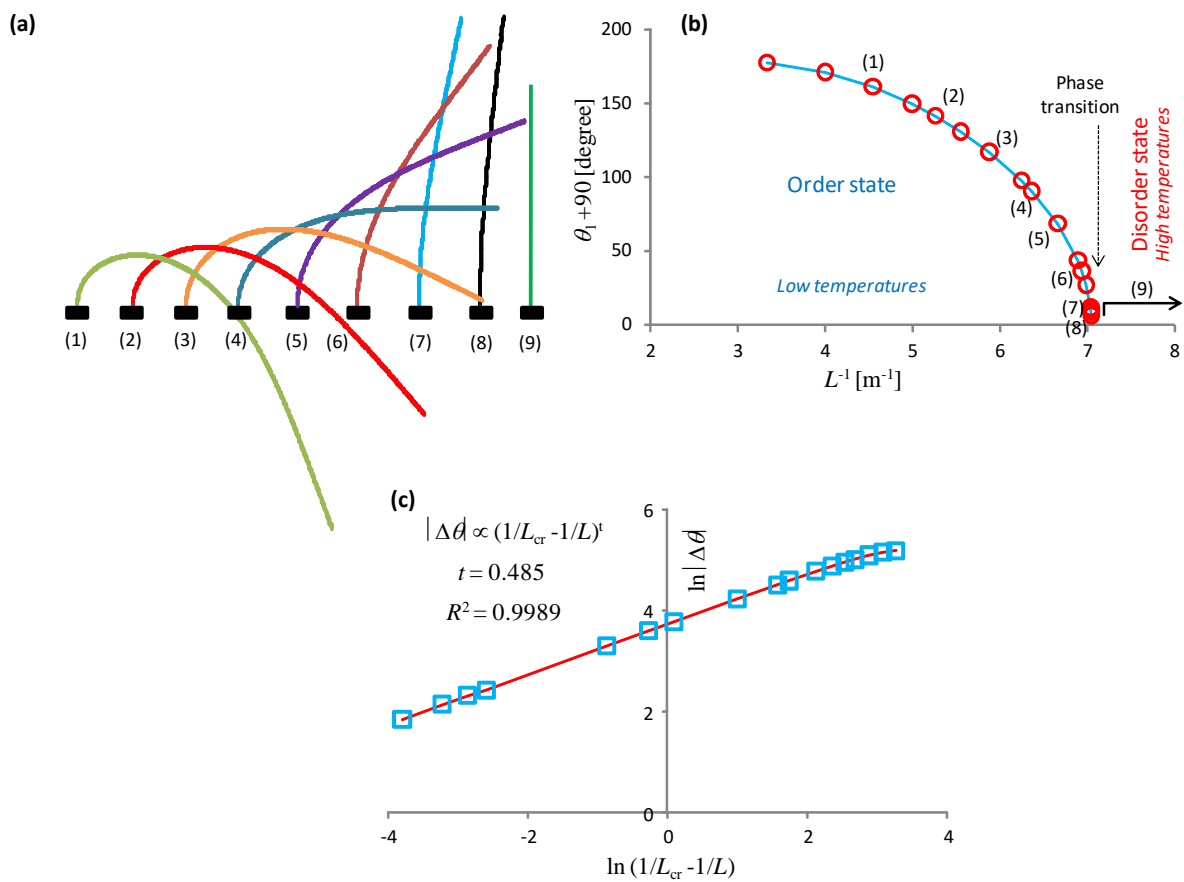 (a)
(1) (2) (3) (4) (5) (6) (7) (8) (9)
(b)
θ₁ +90 [degree]
200
150
100
50
0
2 3 4 5 6 7 8
L⁻¹ [m⁻¹]
(1)
(2)
(3)
(4)
(5)
(6)
(7)
(8)
(9)
Order state
Low temperatures
Phase
transition
Disorder state
High temperatures
(c)
|Δθ| ∝ (1/L_cr -1/L)^t
t = 0.485
R² = 0.9989
ln|Δθ|
6
4
2
0
-4 -2 0 2 4
ln (1/L_cr -1/L)